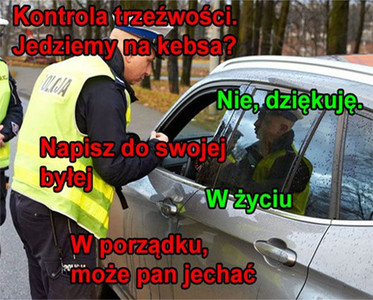 Kontrola trzeźwości.
Jedziemy na kebsa?
Nie, dziękuję.
Napisz do swojej
byłej
W życiu
W porządku,
może pan jechać
POLICJA